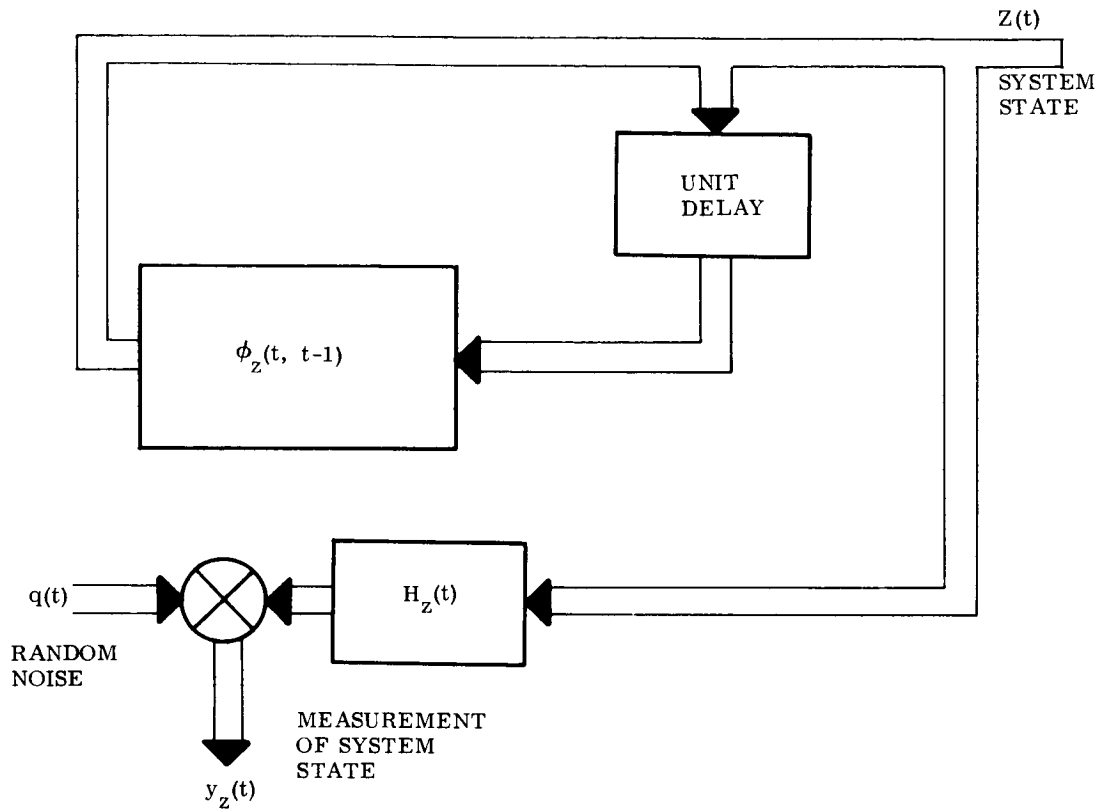 Z(t)
SYSTEM
STATE
UNIT
DELAY
ϕ_z(t, t-1)
H_z(t)
q(t)
RANDOM
NOISE
MEASUREMENT
OF SYSTEM
STATE
y_z(t)